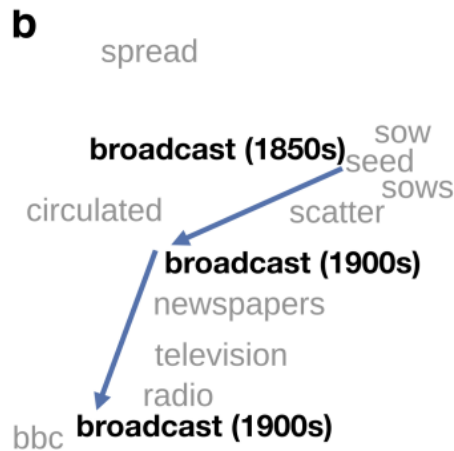 b
spread
sow
broadcast (1850s)
seed
sows
circulated
scatter
broadcast (1900s)
newspapers
television
radio
broadcast (1900s)
bbc